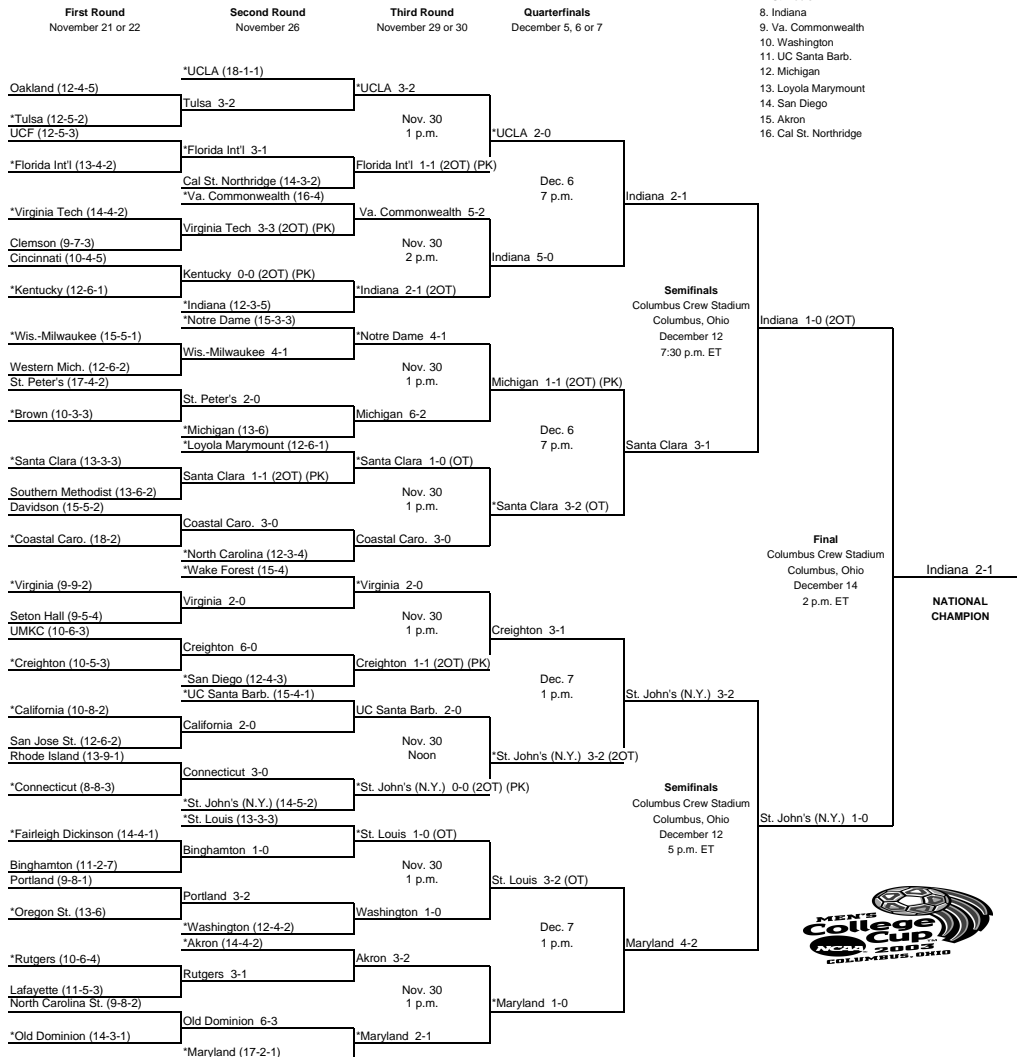 First Round
November 21 or 22
Second Round
November 26
Third Round
November 29 or 30
Quarterfinals
December 5, 6 or 7
8. Indiana
9. Va. Commonwealth
10. Washington
11. UC Santa Barb.
12. Michigan
13. Loyola Marymount
14. San Diego
15. Akron
16. Cal St. Northridge
Oakland (12-4-5)
*Tulsa (12-5-2)
UCF (12-5-3)
*Florida Int'l (13-4-2)
*Virginia Tech (14-4-2)
Clemson (9-7-3)
Cincinnati (10-4-5)
*Kentucky (12-6-1)
*Wis.-Milwaukee (15-5-1)
Western Mich. (12-6-2)
St. Peter's (17-4-2)
*Brown (10-3-3)
*Santa Clara (13-3-3)
Southern Methodist (13-6-2)
Davidson (15-5-2)
*Coastal Caro. (18-2)
*Virginia (9-9-2)
Seton Hall (9-5-4)
UMKC (10-6-3)
*Creighton (10-5-3)
*California (10-8-2)
San Jose St. (12-6-2)
Rhode Island (13-9-1)
*Connecticut (8-8-3)
*Fairleigh Dickinson (14-4-1)
Binghamton (11-2-7)
Portland (9-8-1)
*Oregon St. (13-6)
*Rutgers (10-6-4)
Lafayette (11-5-3)
North Carolina St. (9-8-2)
*Old Dominion (14-3-1)
*UCLA (18-1-1)
Tulsa 3-2
*Florida Int'l 3-1
Cal St. Northridge (14-3-2)
*Va. Commonwealth (16-4)
Virginia Tech 3-3 (2OT) (PK)
Kentucky 0-0 (2OT) (PK)
*Indiana (12-3-5)
*Notre Dame (15-3-3)
Wis.-Milwaukee 4-1
St. Peter's 2-0
*Michigan (13-6)
*Loyola Marymount (12-6-1)
Santa Clara 1-1 (2OT) (PK)
Coastal Caro. 3-0
*North Carolina (12-3-4)
*Wake Forest (15-4)
Virginia 2-0
Creighton 6-0
*San Diego (12-4-3)
*UC Santa Barb. (15-4-1)
California 2-0
Connecticut 3-0
*St. John's (N.Y.) (14-5-2)
*St. Louis (13-3-3)
Binghamton 1-0
Portland 3-2
*Washington (12-4-2)
*Akron (14-4-2)
Rutgers 3-1
Old Dominion 6-3
*Maryland (17-2-1)
*UCLA 3-2
Nov. 30
1 p.m.
Florida Int'l 1-1 (2OT) (PK)
Va. Commonwealth 5-2
Nov. 30
2 p.m.
*Indiana 2-1 (2OT)
*Notre Dame 4-1
Nov. 30
1 p.m.
Michigan 6-2
*Santa Clara 1-0 (OT)
Nov. 30
1 p.m.
Coastal Caro. 3-0
*Virginia 2-0
Nov. 30
1 p.m.
Creighton 1-1 (2OT) (PK)
UC Santa Barb. 2-0
Nov. 30
Noon
*St. John's (N.Y.) 0-0 (2OT) (PK)
*St. Louis 1-0 (OT)
Nov. 30
1 p.m.
Washington 1-0
Akron 3-2
Nov. 30
1 p.m.
*Maryland 2-1
*UCLA 2-0
Dec. 6
7 p.m.
Indiana 5-0
Michigan 1-1 (2OT) (PK)
Dec. 6
7 p.m.
*Santa Clara 3-2 (OT)
Creighton 3-1
Dec. 7
1 p.m.
*St. John's (N.Y.) 3-2 (2OT)
St. Louis 3-2 (OT)
Dec. 7
1 p.m.
*Maryland 1-0
Indiana 2-1
Semifinals
Columbus Crew Stadium
Columbus, Ohio
December 12
7:30 p.m. ET
Santa Clara 3-1
St. John's (N.Y.) 3-2
Semifinals
Columbus Crew Stadium
Columbus, Ohio
December 12
5 p.m. ET
Maryland 4-2
Indiana 1-0 (2OT)
Final
Columbus Crew Stadium
Columbus, Ohio
December 14
2 p.m. ET
St. John's (N.Y.) 1-0
Indiana 2-1
NATIONAL
CHAMPION
MEN'S
College
Cup™
NCAA 2003
COLUMBUS, OHIO